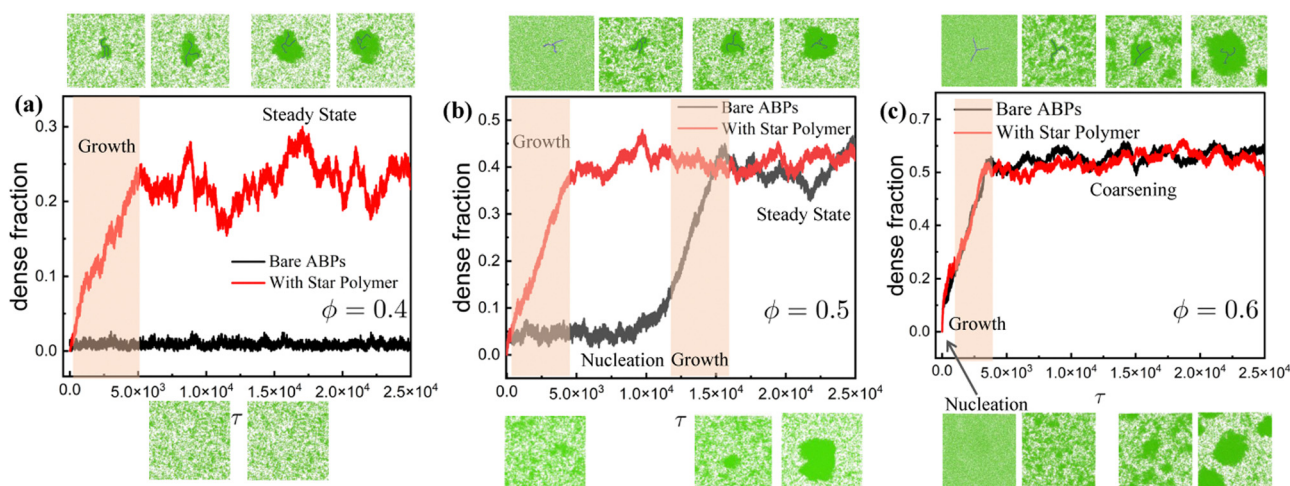 (a)
Growth
Steady State
0.3
0.2
0.1
0.0
dense fraction
Bare ABPs
With Star Polymer
ϕ = 0.4
0.0
5.0×10³
1.0×10⁴
1.5×10⁴
2.0×10⁴
2.5×10⁴
τ
(b)
Bare ABPs
With Star Polymer
Growth
0.5
0.4
0.3
0.2
0.1
0.0
dense fraction
Steady State
ϕ = 0.5
Nucleation
Growth
0.0
5.0×10³
1.0×10⁴
1.5×10⁴
2.0×10⁴
2.5×10⁴
τ
(c)
Bare ABPs
With Star Polymer
0.7
0.5
0.3
0.2
0.0
dense fraction
Coarsening
ϕ = 0.6
Growth
0.0
5.0×10³
1.0×10⁴
1.5×10⁴
2.0×10⁴
2.5×10⁴
Nucleation
τ